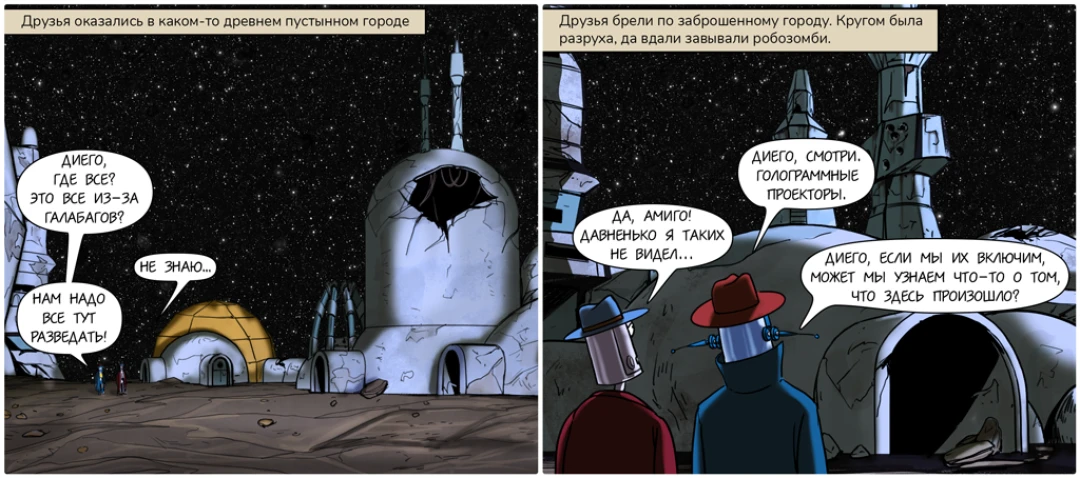 Друзья оказались в каком-то древнем пустынном городе
ДИЕГО,
ГДЕ ВСЕ?
ЭТО ВСЕ ИЗ-ЗА
ГАЛАБАГОВ?
НЕ ЗНАЮ...
НАМ НАДО
ВСЕ ТУТ
РАЗВЕДАТЬ!
Друзья брели по заброшенному городу. Кругом была
разруха, да вдали завывали робозомби.
ДИЕГО, СМОТРИ.
ГОЛОГРАММНЫЕ
ПРОЕКТОРЫ.
ДА, АМИГО!
ДАВНЕНЬКО Я ТАКИХ
НЕ ВИДЕЛ...
ДИЕГО, ЕСЛИ МЫ ИХ ВКЛЮЧИМ,
МОЖЕТ МЫ УЗНАЕМ ЧТО-ТО О ТОМ,
ЧТО ЗДЕСЬ ПРОИЗОШЛО?